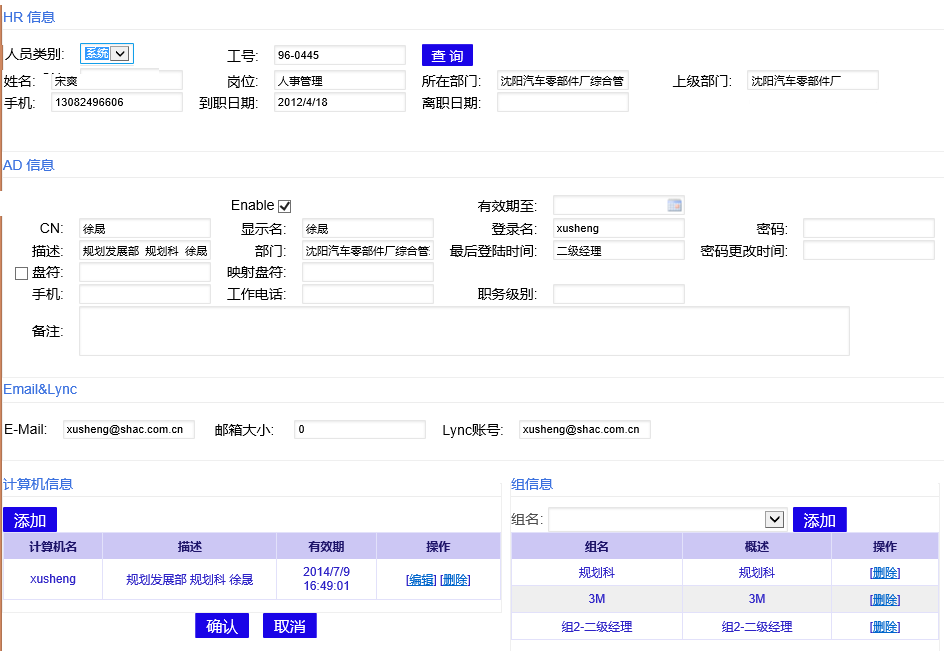 HR 信息
人员类别: 系统
工号: 96-0445 查 询
姓名: 宋爽 岗位: 人事管理 所在部门: 沈阳汽车零部件厂综合管 上级部门: 沈阳汽车零部件厂
手机: 13082496606 到职日期: 2012/4/18 离职日期:
AD 信息
Enable 有效期至:
CN: 徐晟 显示名: 徐晟 登录名: xusheng 密码:
描述: 规划发展部 规划科 徐晟 部门: 沈阳汽车零部件厂综合管 最后登陆时间: 二级经理 密码更改时间:
盘符: 映射盘符:
手机: 工作电话: 职务级别:
备注:
Email&Lync
E-Mail: xusheng@shac.com.cn 邮箱大小: 0 Lync账号: xusheng@shac.com.cn
计算机信息
添加
计算机名 描述 有效期 操作
xusheng 规划发展部 规划科 徐晟 2014/7/9 16:49:01 [编辑] [删除]
确认 取消
组信息
组名: 添加
组名 概述 操作
规划科 规划科 [删除]
3M 3M [删除]
组2-二级经理 组2-二级经理 [删除]